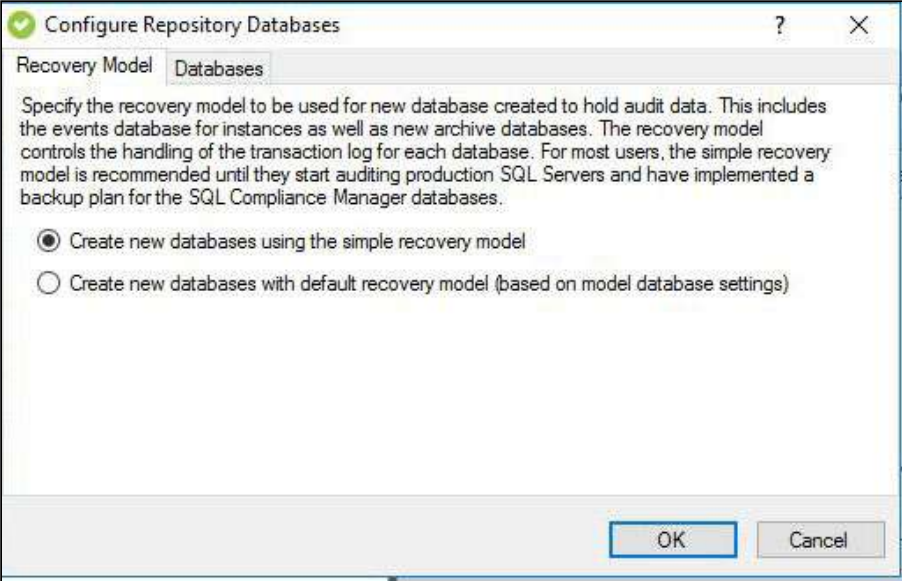 Configure Repository Databases
?
Recovery Model
Databases
Specify the recovery model to be used for new database created to hold audit data. This includes
the events database for instances as well as new archive databases. The recovery model
controls the handling of the transaction log for each database. For most users, the simple recovery
model is recommended until they start auditing production SQL Servers and have implemented a
backup plan for the SQL Compliance Manager databases.
Create new databases using the simple recovery model
Create new databases with default recovery model (based on model database settings)
OK
Cancel